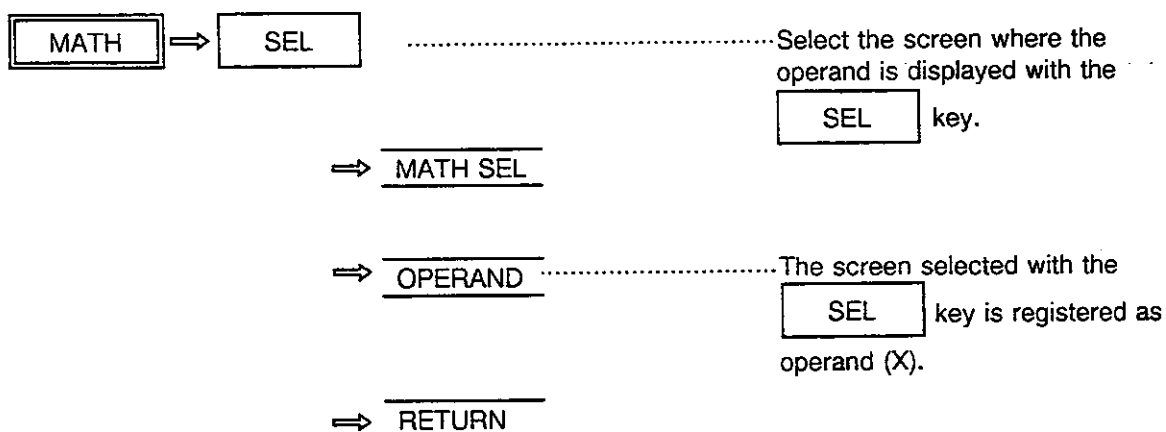 MATH ⇒ SEL ........................................ Select the screen where the
operand is displayed with the
SEL key.
⇒ MATH SEL
⇒ OPERAND ........................ The screen selected with the
SEL key is registered as
operand (X).
⇒ RETURN